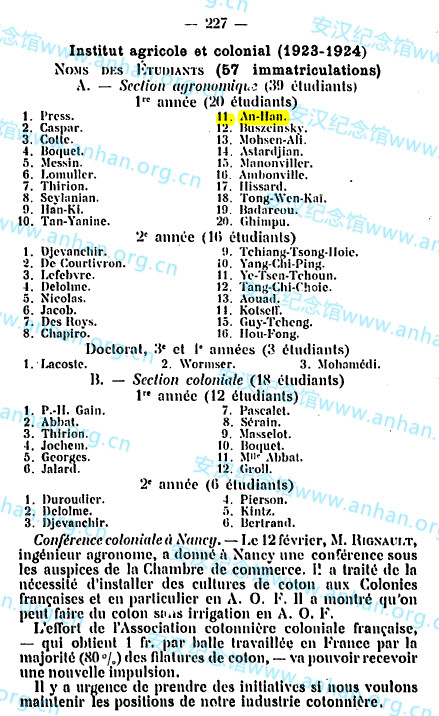 — 227 —
Institut agricole et colonial (1923-1924)
NOMS DES ÉTUDIANTS (57 immatriculations)
A. — Section agronomique (39 étudiants)
1re année (20 étudiants)
1. Press.
2. Caspar.
3. Colle.
4. Boquet.
5. Messin.
6. Lomuller.
7. Thirion.
8. Seylanian.
9. Han-Ki.
10. Tan-Yanine.
11. An-Han.
12. Buszcinsky.
13. Mohsen-Ali.
14. Astardjian.
15. Manonviller.
16. Ambonville.
17. Hissard.
18. Tong-Wen-Kai.
19. Badareou.
20. Ghimpu.
2e année (16 étudiants)
1. Djevanchir.
2. De Courtivron.
3. Lefebvre.
4. Delolme.
5. Nicolas.
6. Jacob.
7. Des Roys.
8. Chapiro.
9. Tchiang-Tsong-Hoie.
10. Yang-Chi-Ping.
11. Ye-Tsen-Tchoun.
12. Tang-Chi-Choie.
13. Aouad.
14. Kotself.
15. Guy-Tcheng.
16. Hou-Fong.
Doctorat, 3e et 4e années (3 étudiants)
1. Lacoste. 2. Wormser. 3. Mohamédi.
B. — Section coloniale (18 étudiants)
1re année (12 étudiants)
1. P.-H. Gain.
2. Abbat.
3. Thirion.
4. Jochem.
5. Georges.
6. Jalard.
7. Pascalet.
8. Sérain.
9. Masselot.
10. Boquet.
11. Mlle Abbat.
12. Groll.
2e année (6 étudiants)
1. Duroudier.
2. Delolme.
3. Djevanchir.
4. Pierson.
5. Kintz.
6. Bertrand.
Conférence coloniale à Nancy. — Le 12 février, M. RIGNAULT,
ingénieur agronome, a donné à Nancy une conférence sous
les auspices de la Chambre de commerce. Il a traité de la
nécessité d'installer des cultures de coton aux Colonies
françaises et en particulier en A. O. F. Il a montré qu'on
peut faire du coton sans irrigation en A. O. F.
L'effort de l'Association cotonnière coloniale française,
— qui obtient 1 fr. par balle travaillée en France par la
majorité (80 %) des filatures de coton, — va pouvoir recevoir
une nouvelle impulsion.
Il y a urgence de prendre des initiatives si nous voulons
maintenir les positions de notre industrie cotonnière.
安汉纪念馆www.anhan.org.cn